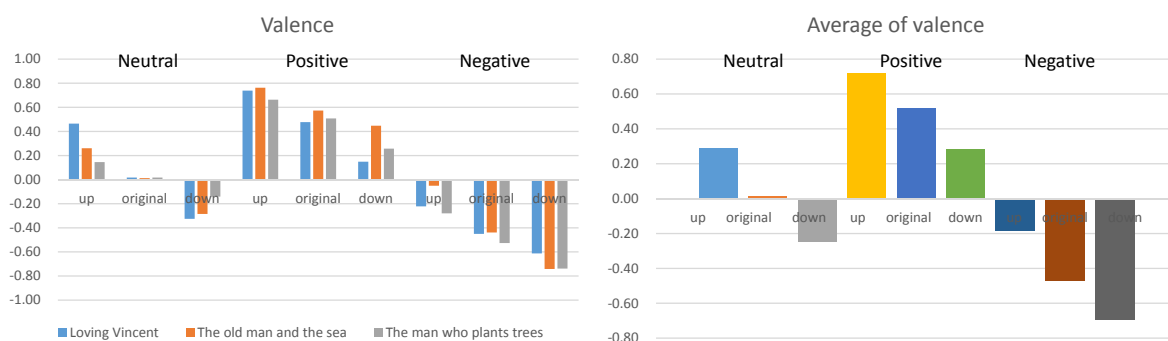 Valence
1.00
Neutral
Positive
Negative
0.80
0.60
0.40
0.20
0.00
up
original
down
up
original
down
up
original
down
-0.20
-0.40
-0.60
-0.80
-1.00
Loving Vincent
The old man and the sea
The man who plants trees
Average of valence
0.80
Neutral
Positive
Negative
0.60
0.40
0.20
0.00
up
original
down
up
original
down
up
original
down
-0.20
-0.40
-0.60
-0.80